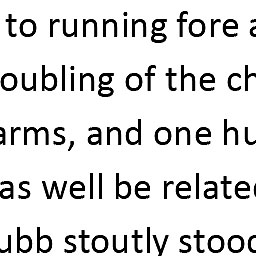 to running fore a
oubling of the ch
arms, and one hu
as well be related
ubb stoutly stood